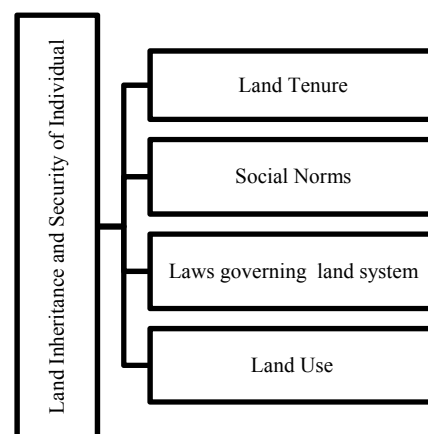 Land Inheritance and Security of Individual
Land Tenure
Social Norms
Laws governing land system
Land Use